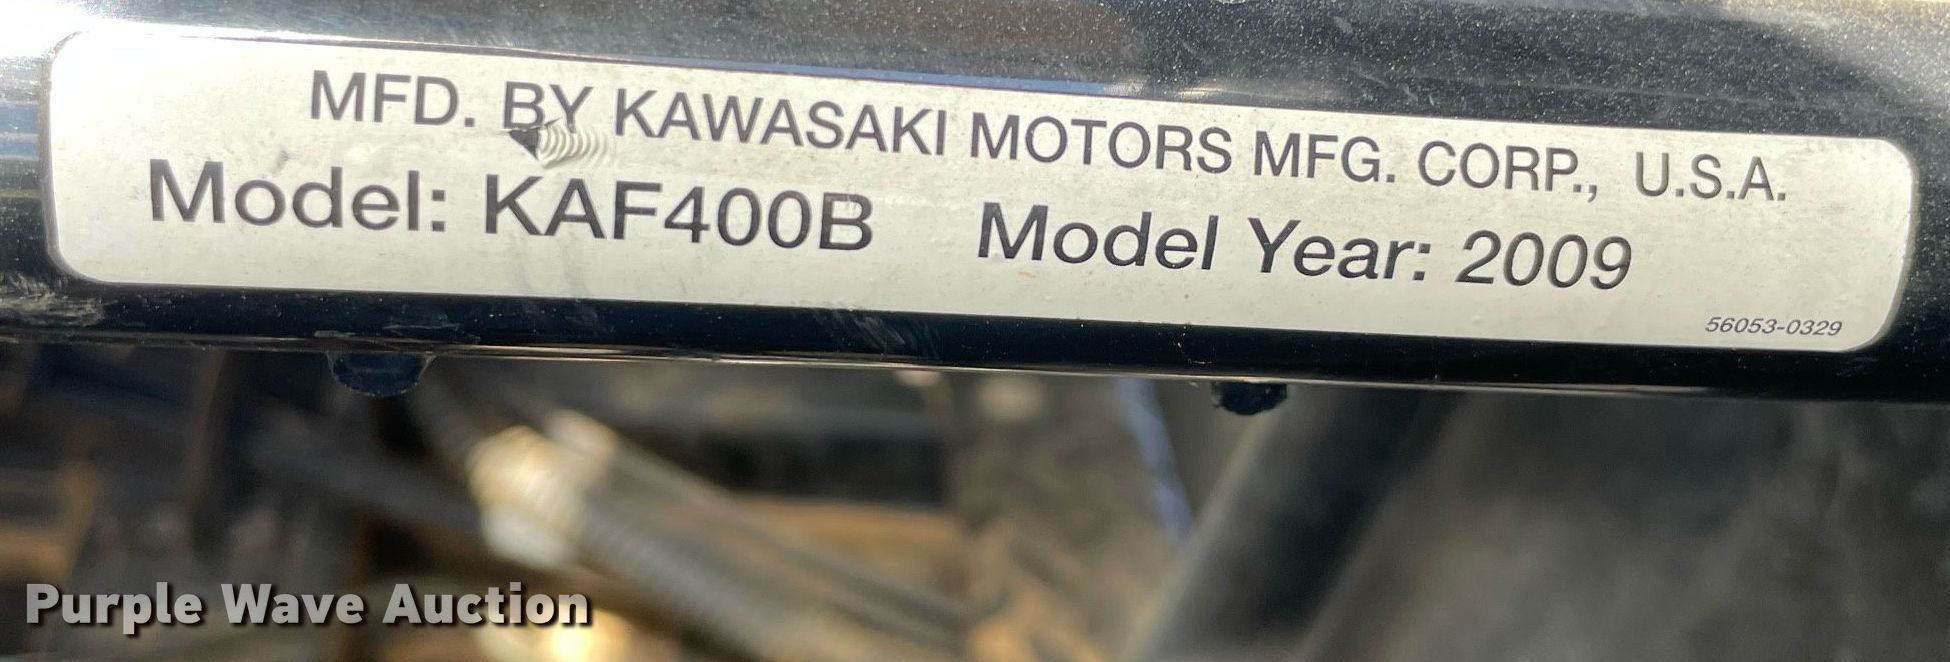 MFD. BY KAWASAKI MOTORS MFG. CORP., U.S.A.
Model: KAF400B Model Year: 2009
56053-0329
Purple Wave Auction